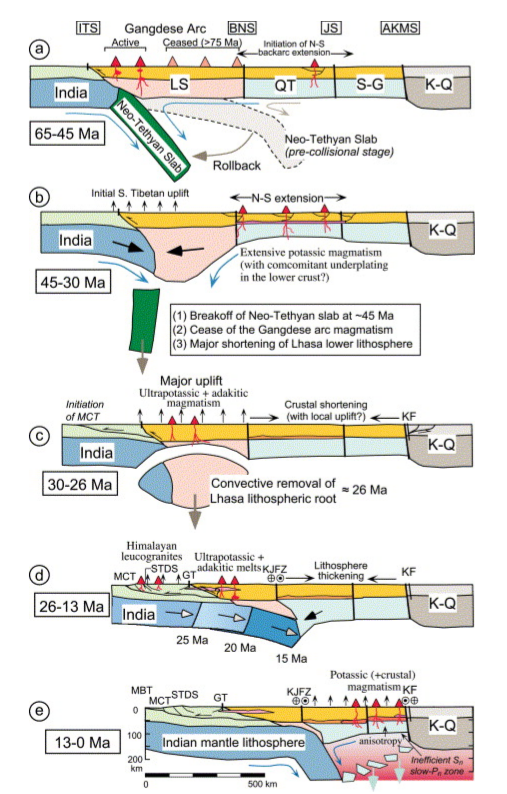 ITS
Gangdese Arc
BNS
JS
AKMS
Active
Ceased (>75 Ma)
Initiation of N-S
backarc extension
a
India
LS
QT
S-G
K-Q
65-45 Ma
Neo-Tethyan Slab
Neo-Tethyan Slab
(pre-collisional stage)
Rollback
b
Initial S. Tibetan uplift
N-S extension
India
K-Q
45-30 Ma
Extensive potassic magmatism
(with comcomitant underplating
in the lower crust?)
(1) Breakoff of Neo-Tethyan slab at ~45 Ma
(2) Cease of the Gangdese arc magmatism
(3) Major shortening of Lhasa lower lithosphere
Major uplift
Initiation
of MCT
Ultrapotassic + adakitic
magmatism
Crustal shortening
(with local uplift?)
KF
c
India
K-Q
30-26 Ma
Convective removal of
Lhasa lithospheric root
≈ 26 Ma
Himalayan
leucogranites
MCT
STDS
GT
Ultrapotassic +
adakitic melts
KJFZ
Lithosphere
thickening
KF
d
26-13 Ma
India
K-Q
25 Ma
20 Ma
15 Ma
Potassic (+crustal)
magmatism
MBT
MCT
STDS
GT
KJFZ
KF
e
0
100
200
km
13-0 Ma
Indian mantle lithosphere
anisotropy
K-Q
Inefficient Sn
slow-Pn zone
0
500 km